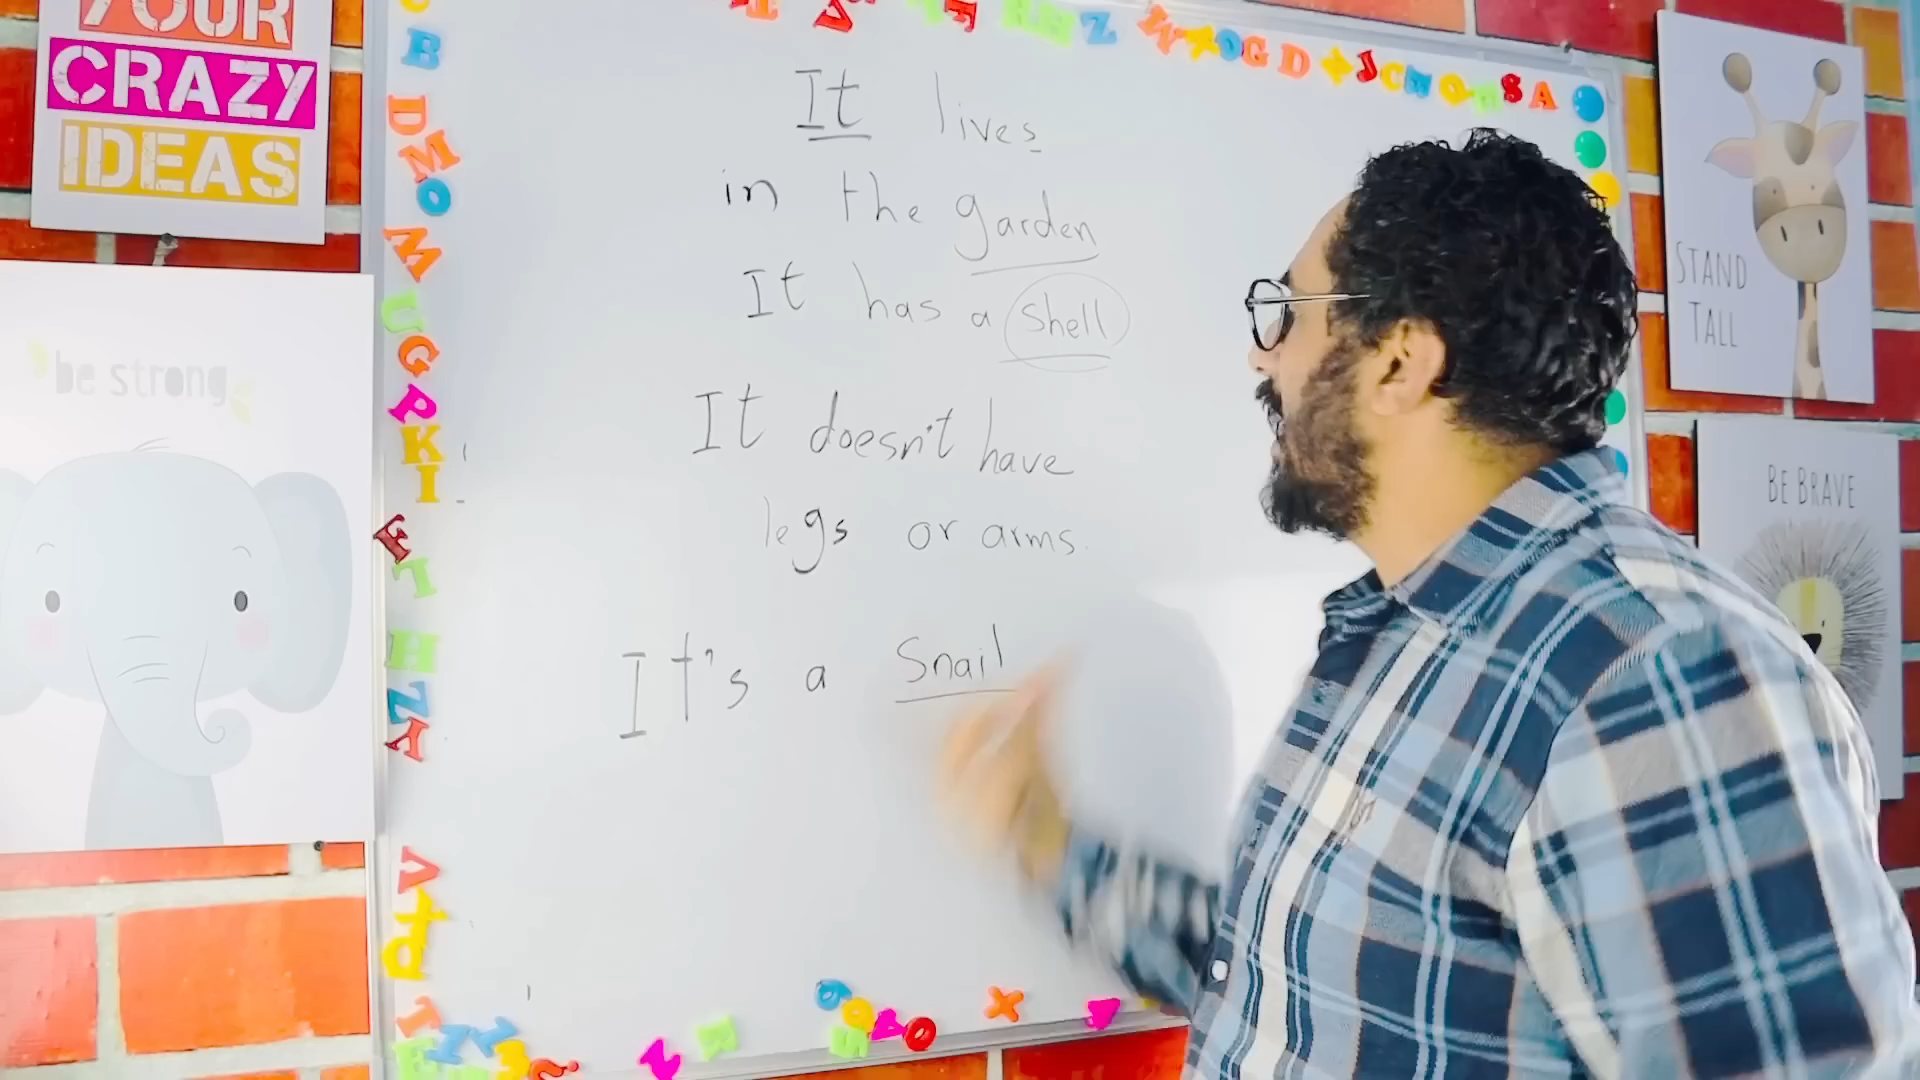 YOUR
CRAZY
IDEAS
be strong
It lives
in the garden
It has a shell
It doesn't have
legs or arms.
It's a Snail
STAND
TALL
BE BRAVE